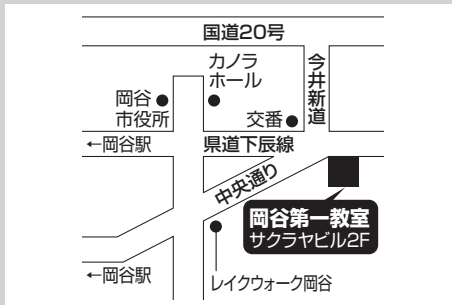 国道20号
カノラ
ホール
今井新道
岡谷
市役所
交番
←岡谷駅
県道下辰線
中央通り
岡谷第一教室
サクラヤビル2F
←岡谷駅
レイクウォーク岡谷